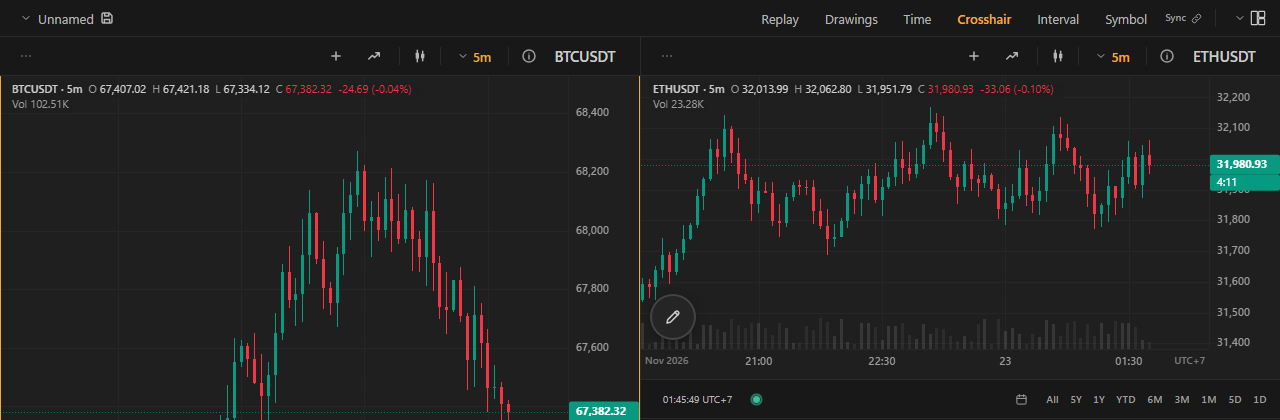 Unnamed
Replay Drawings Time Crosshair Interval Symbol Sync
... 5m BTCUSDT
BTCUSDT · 5m O 67,407.02 H 67,421.18 L 67,334.12 C 67,382.32 -24.69 (-0.04%)
Vol 102.51K
68,400
68,200
68,000
67,800
67,600
67,382.32
... 5m ETHUSDT
ETHUSDT · 5m O 32,013.99 H 32,062.80 L 31,951.79 C 31,980.93 -33.06 (-0.10%)
Vol 23.28K
32,200
32,100
31,980.93
4:11
31,900
31,800
31,700
31,600
31,500
31,400
Nov 2026 21:00 22:30 23 01:30 UTC+7
01:45:49 UTC+7 All 5Y 1Y YTD 6M 3M 1M 5D 1D